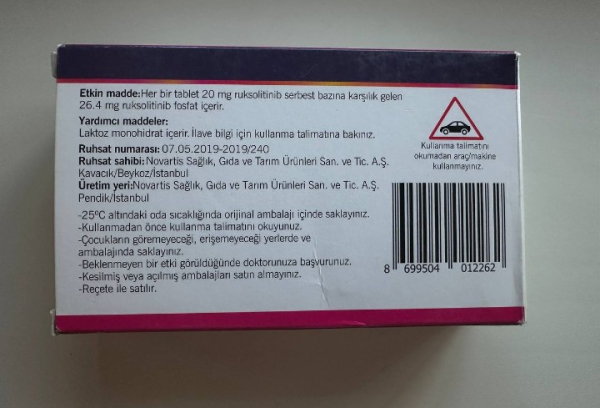 Etkin madde:Her bir tablet 20 mg ruksolitinib serbest bazına karşılık gelen
26.4 mg ruksolitinib fosfat içerir.
Yardımcı maddeler:
Laktoz monohidrat içerir. İlave bilgi için kullanma talimatına bakınız.
Ruhsat numarası: 07.05.2019-2019/240
Ruhsat sahibi:Novartis Sağlık, Gıda ve Tarım Ürünleri San. ve Tic. A.Ş.
Kavacık/Beykoz/İstanbul
Üretim yeri:Novartis Sağlık, Gıda ve Tarım Ürünleri San. ve Tic. A.Ş.
Pendik/İstanbul
-25ºC altındaki oda sıcaklığında orijinal ambalajı içinde saklayınız.
-Kullanmadan önce kullanma talimatını okuyunuz.
-Çocukların göremeyeceği, erişemeyeceği yerlerde ve
ambalajında saklayınız.
-Beklenmeyen bir etki görüldüğünde doktorunuza başvurunuz.
-Kesilmiş veya açılmış ambalajları satın almayınız.
-Reçete ile satılır.
Kullanma talimatını
okumadan araç/makine
kullanmayınız.
8 699504 012262